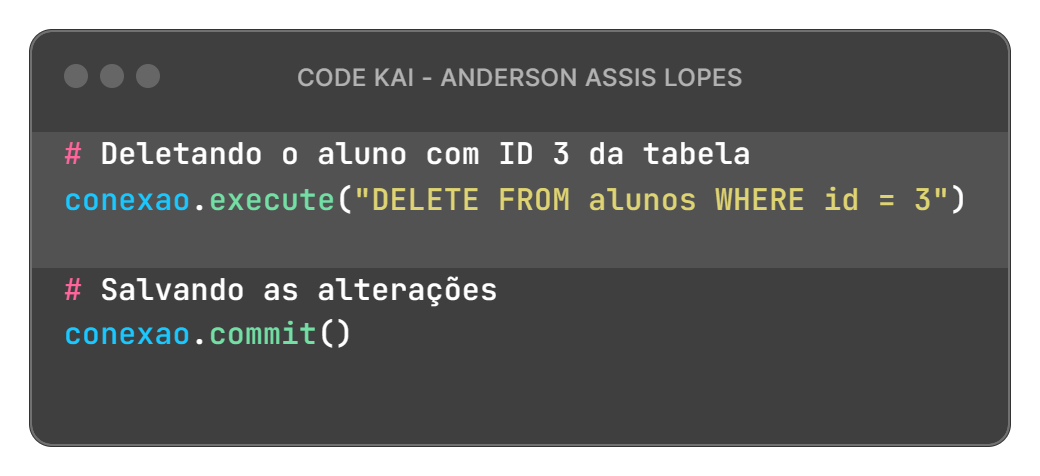 CODE KAI - ANDERSON ASSIS LOPES
# Deletando o aluno com ID 3 da tabela
conexao.execute("DELETE FROM alunos WHERE id = 3")
# Salvando as alterações
conexao.commit()